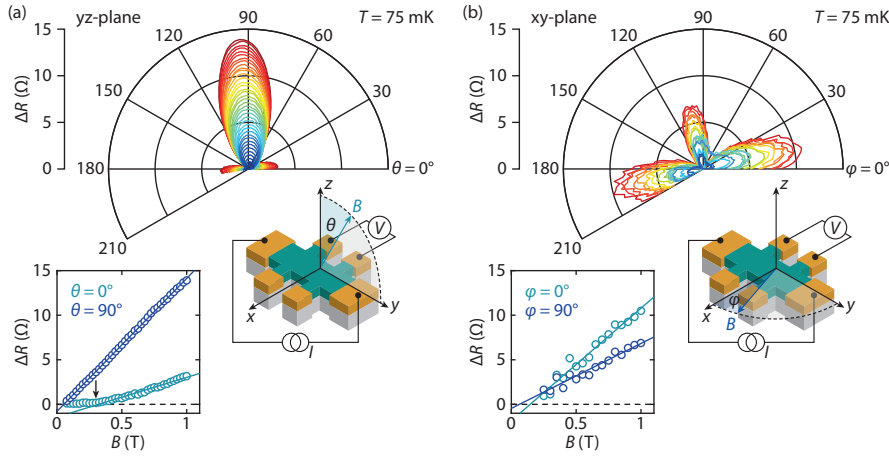 (a) yz-plane T = 75 mK
90
120 60
150 30
180 θ = 0°
210
15
10
5
0
ΔR (Ω)
z
B
θ
V
x
y
I
15
10
5
0
ΔR (Ω)
θ = 0°
θ = 90°
0 0.5 1
B (T)
(b) xy-plane T = 75 mK
90
120 60
150 30
180 φ = 0°
210
15
10
5
0
ΔR (Ω)
z
V
φ
x
B
y
I
15
10
5
0
ΔR (Ω)
φ = 0°
φ = 90°
0 0.5 1
B (T)